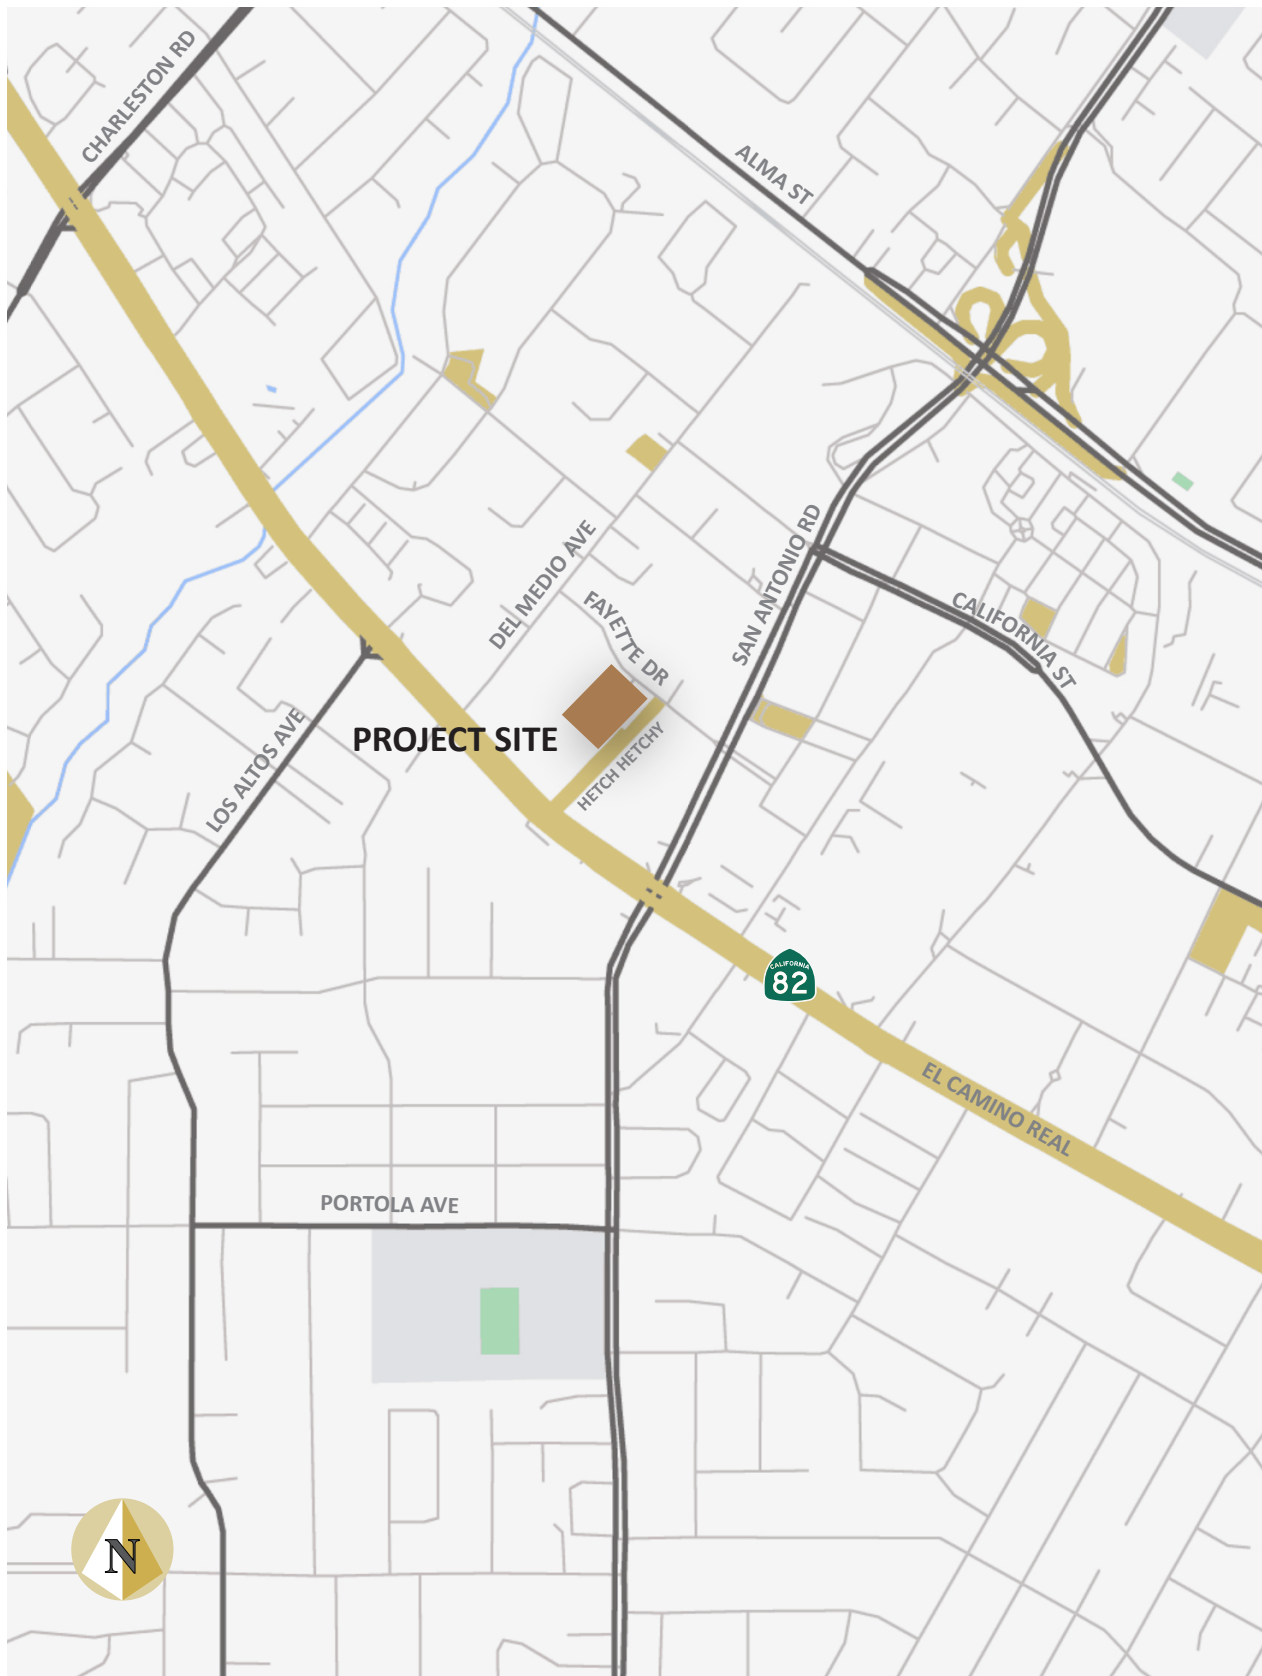 CHARLESTON RD
ALMA ST
DEL MEDIO AVE
FAYETTE DR
SAN ANTONIO RD
CALIFORNIA ST
PROJECT SITE
HETCH HETCHY
LOS ALTOS AVE
CALIFORNIA
82
EL CAMINO REAL
PORTOLA AVE
N